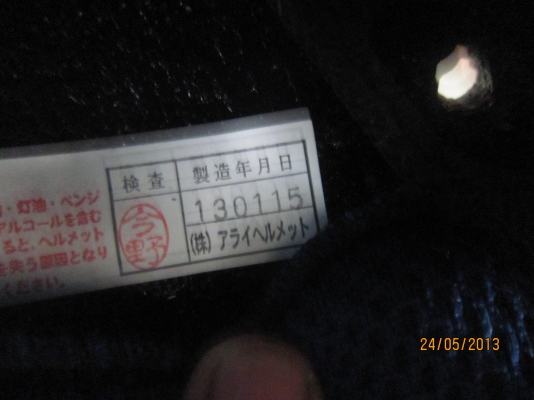 ・灯油・ベンジ
アルコールを含む
ると、ヘルメット
を失う原因となり
ください。
検査
今野
製造年月日
130115
(株)アライヘルメット
24/05/2013